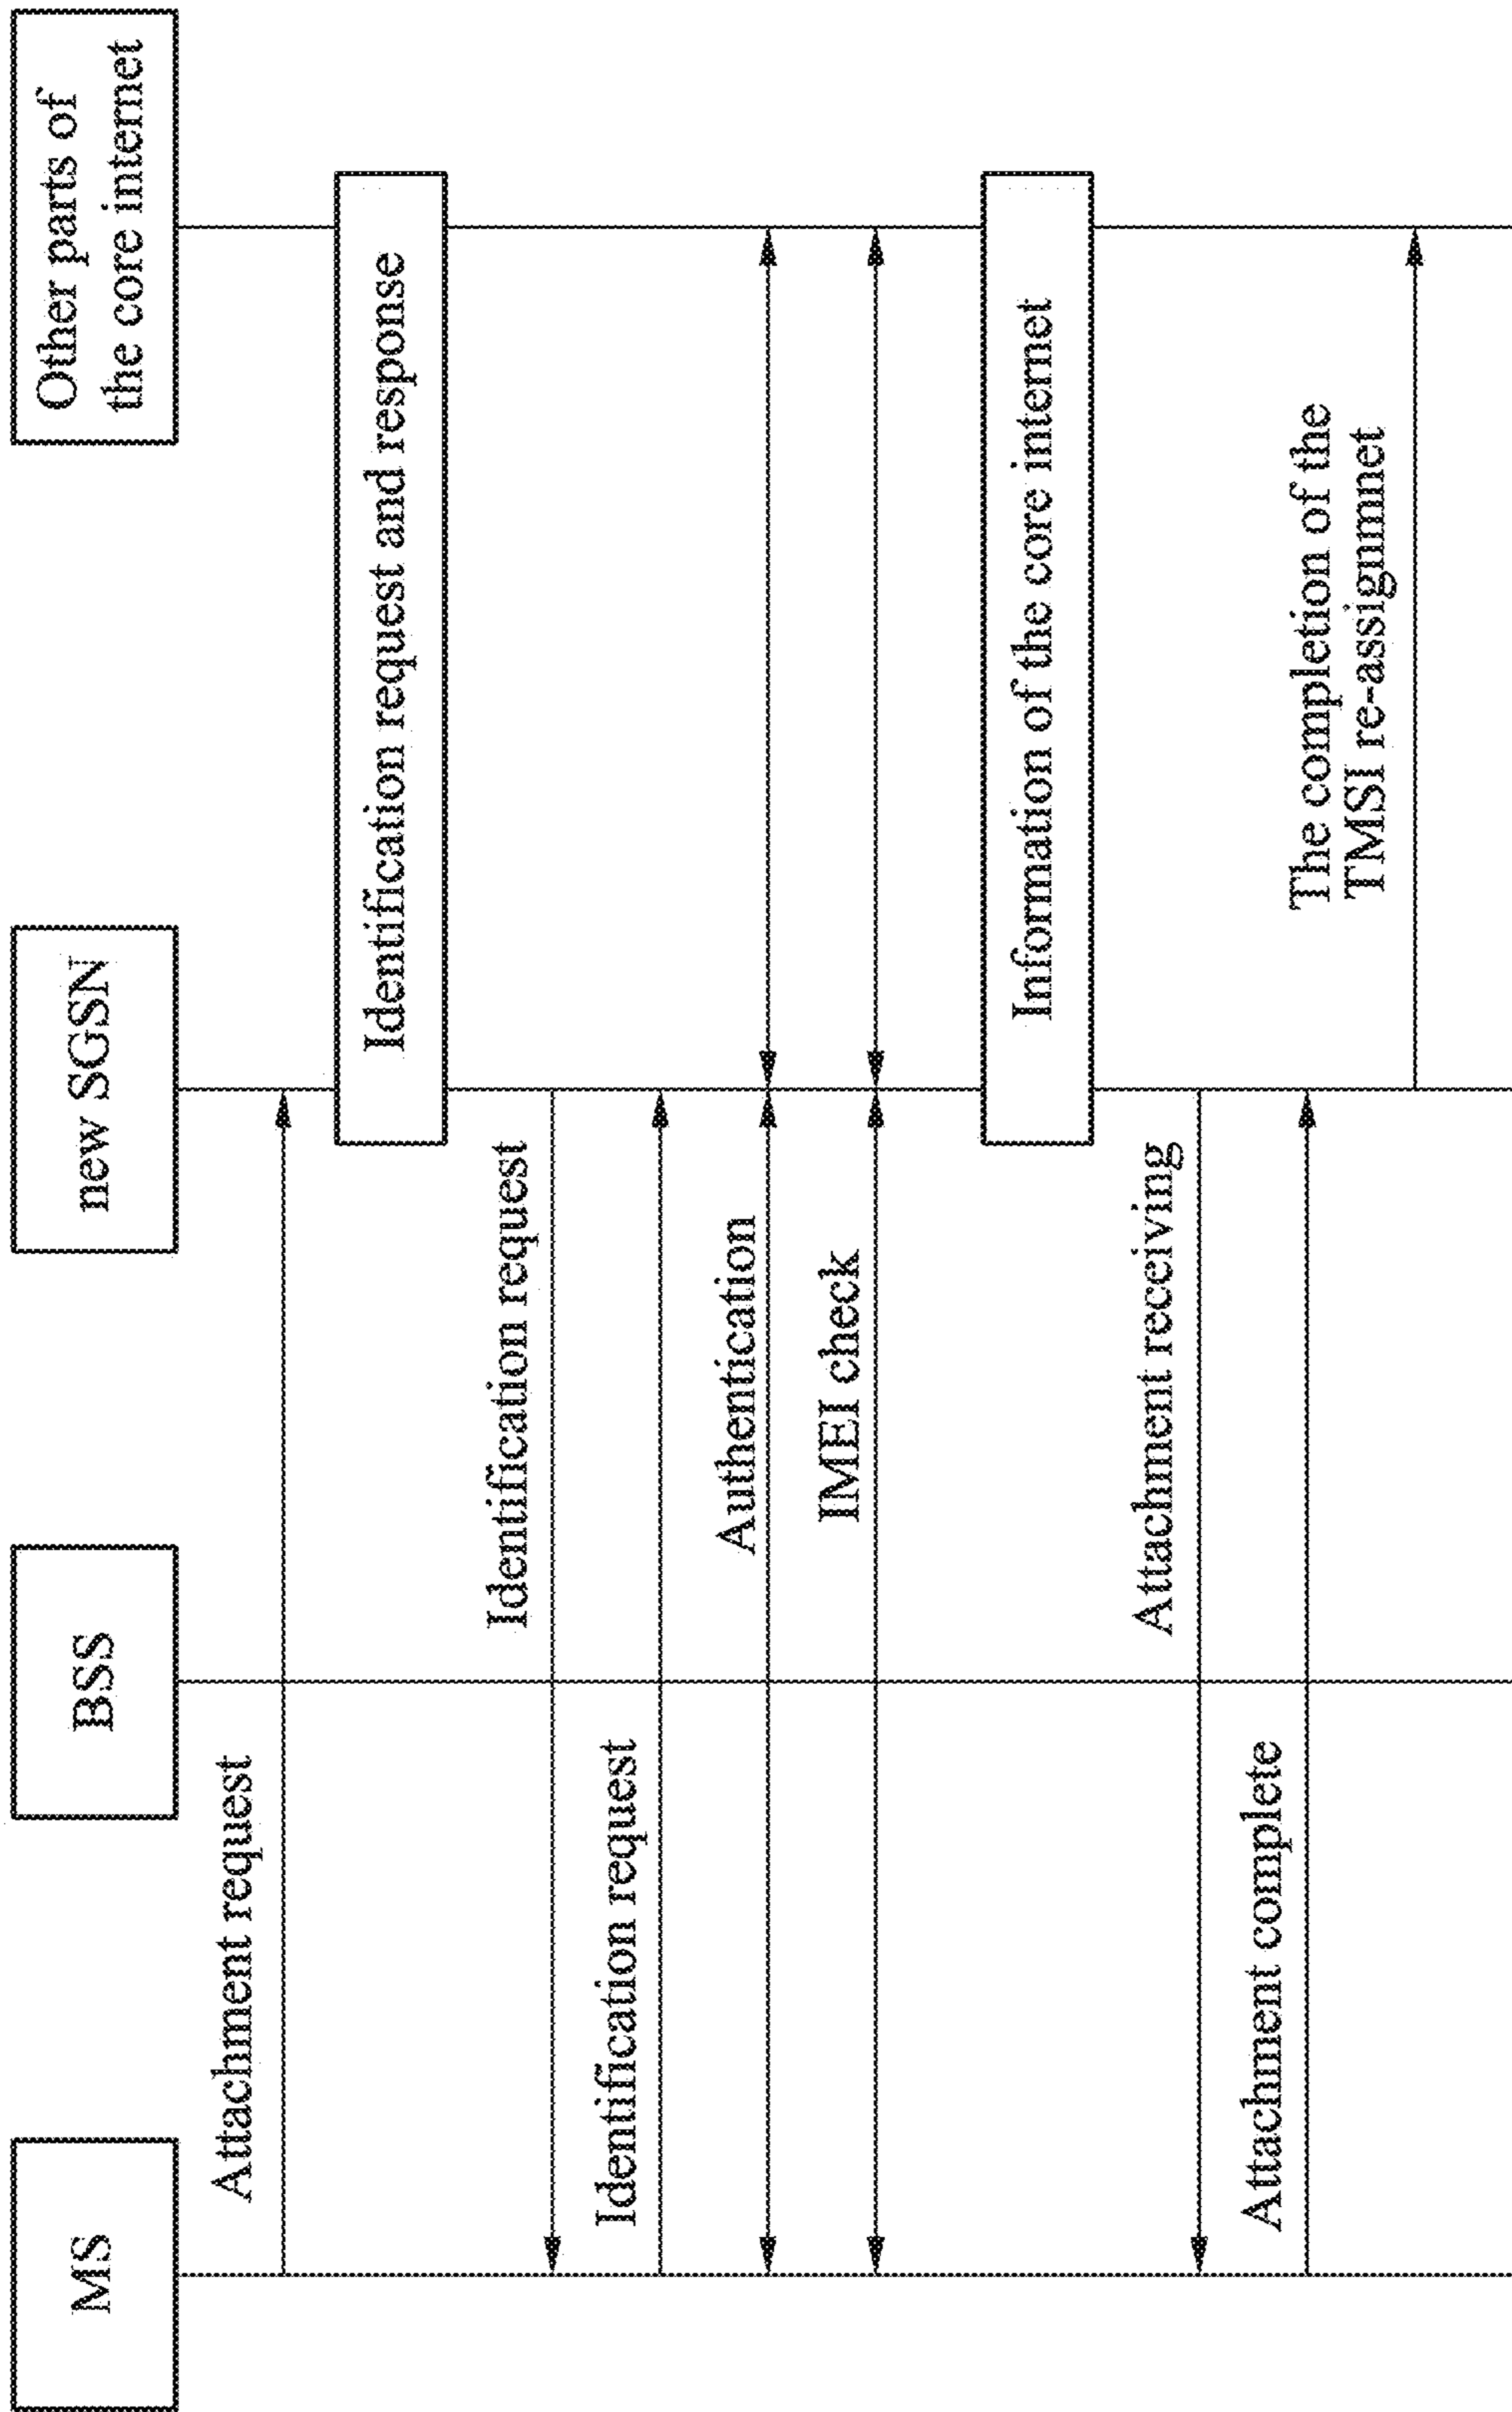 MS
BSS
new SGSN
Other parts of
the core internet
Attachment request
Identification request and response
Identification request
Identification request
Authentication
IMEI check
Information of the core internet
Attachment receiving
Attachment complete
The completion of the
TMSI re-assignmnet